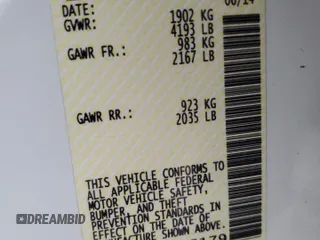 DATE: 06/14
GVWR: 1902 KG
4193 LB
GAWR FR.: 983 KG
2167 LB
GAWR RR.: 923 KG
2035 LB
THIS VEHICLE CONFORMS TO
ALL APPLICABLE FEDERAL
MOTOR VEHICLE SAFETY,
BUMPER, AND THEFT
PREVENTION STANDARDS IN
EFFECT ON THE DATE OF
DREAMBID